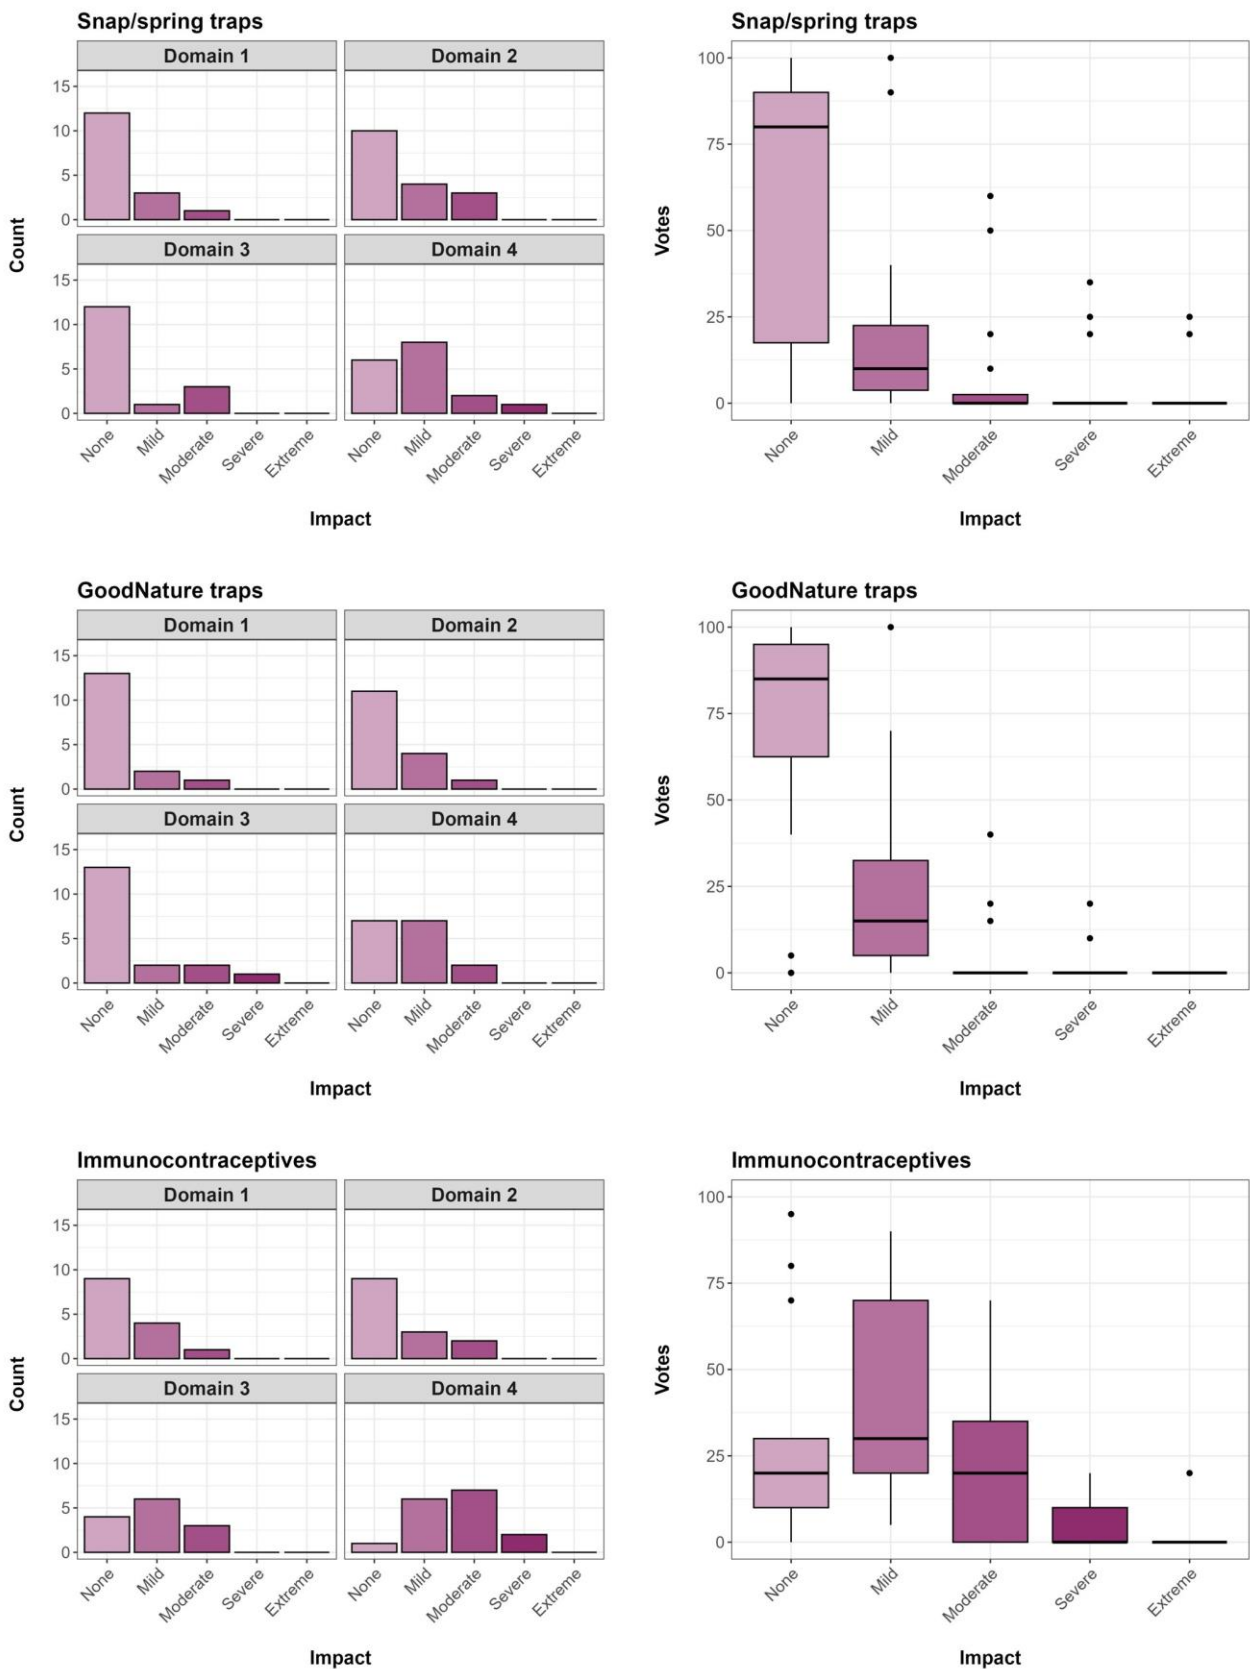 Snap/spring traps
Domain 1 Domain 2
15
10
5
0
Domain 3 Domain 4
15
10
5
0
Count
None Mild Moderate Severe Extreme None Mild Moderate Severe Extreme
Impact
Snap/spring traps
100
75
50
25
0
Votes
None Mild Moderate Severe Extreme
Impact
GoodNature traps
Domain 1 Domain 2
15
10
5
0
Domain 3 Domain 4
15
10
5
0
Count
None Mild Moderate Severe Extreme None Mild Moderate Severe Extreme
Impact
GoodNature traps
100
75
50
25
0
Votes
None Mild Moderate Severe Extreme
Impact
Immunocontraceptives
Domain 1 Domain 2
15
10
5
0
Domain 3 Domain 4
15
10
5
0
Count
None Mild Moderate Severe Extreme None Mild Moderate Severe Extreme
Impact
Immunocontraceptives
100
75
50
25
0
Votes
None Mild Moderate Severe Extreme
Impact